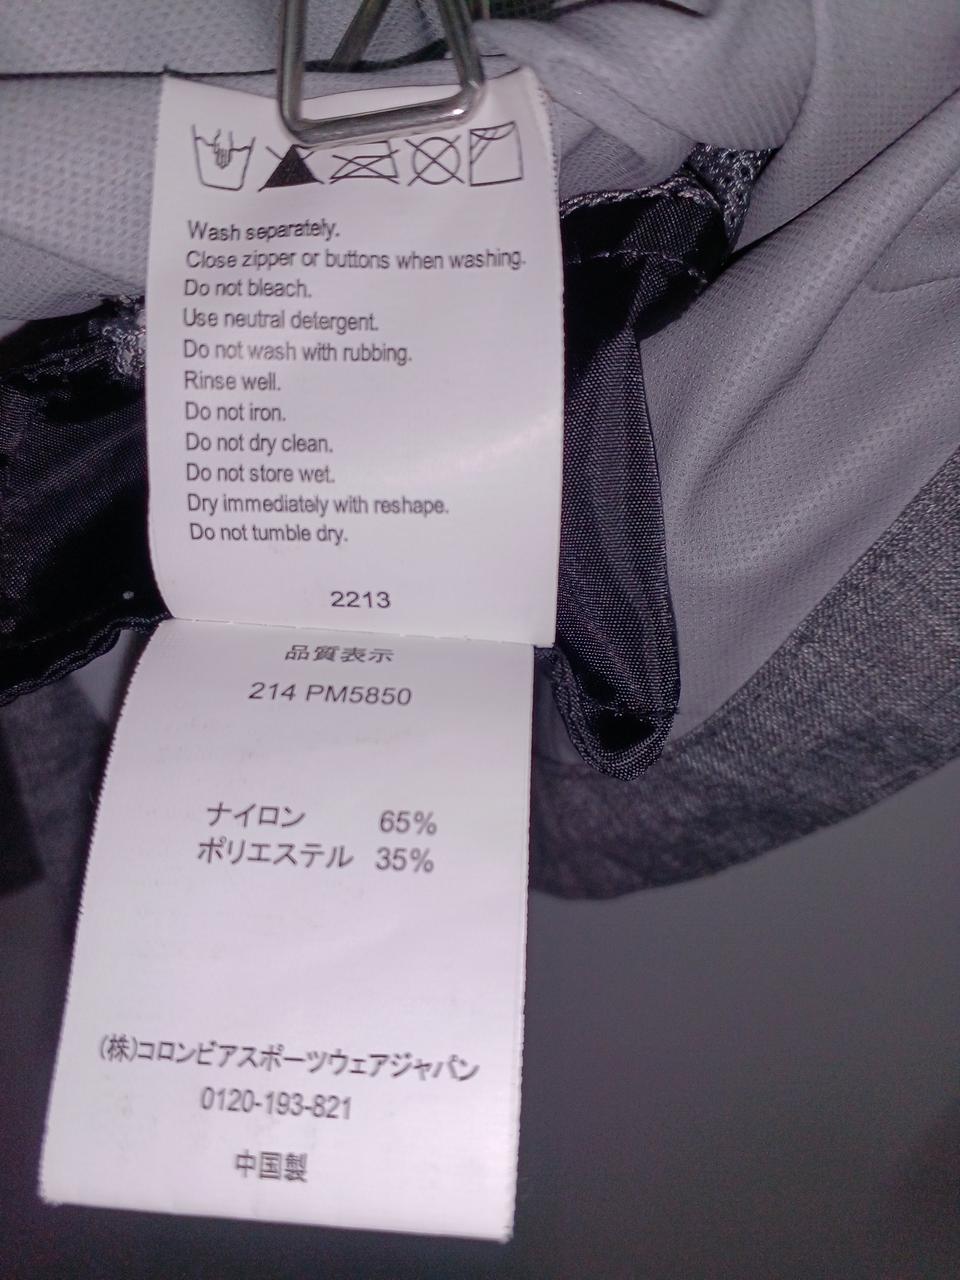 Wash separately.
Close zipper or buttons when washing.
Do not bleach.
Use neutral detergent.
Do not wash with rubbing.
Rinse well.
Do not iron.
Do not dry clean.
Do not store wet.
Dry immediately with reshape.
Do not tumble dry.
2213
品質表示
214 PM5850
ナイロン 65%
ポリエステル 35%
(株)コロンビアスポーツウェアジャパン
0120-193-821
中国製